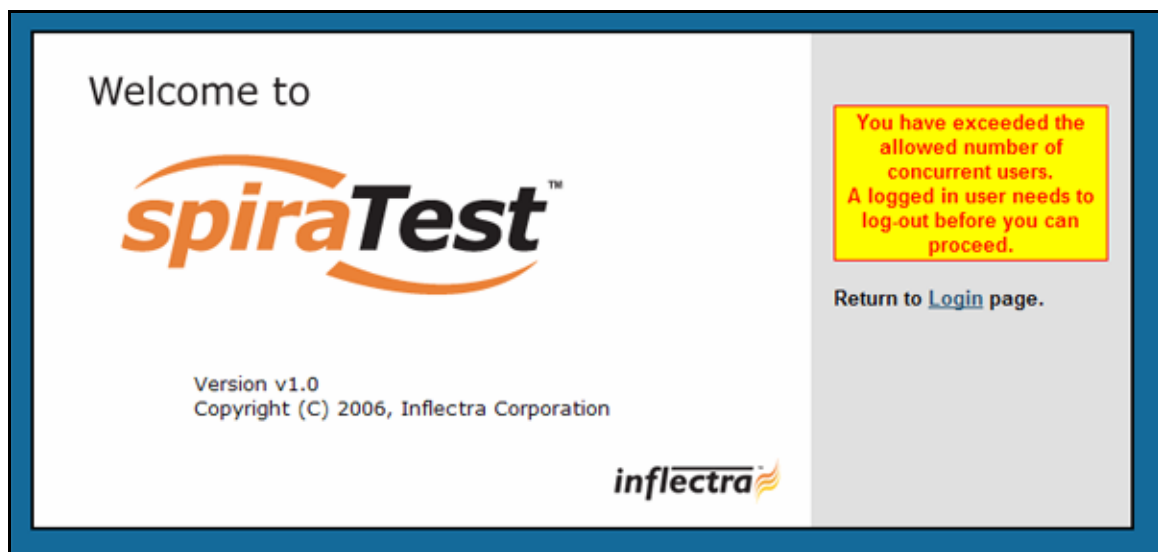 Welcome to
spiraTest™
Version v1.0
Copyright (C) 2006, Inflectra Corporation
inflectra™
You have exceeded the
allowed number of
concurrent users.
A logged in user needs to
log-out before you can
proceed.
Return to Login page.